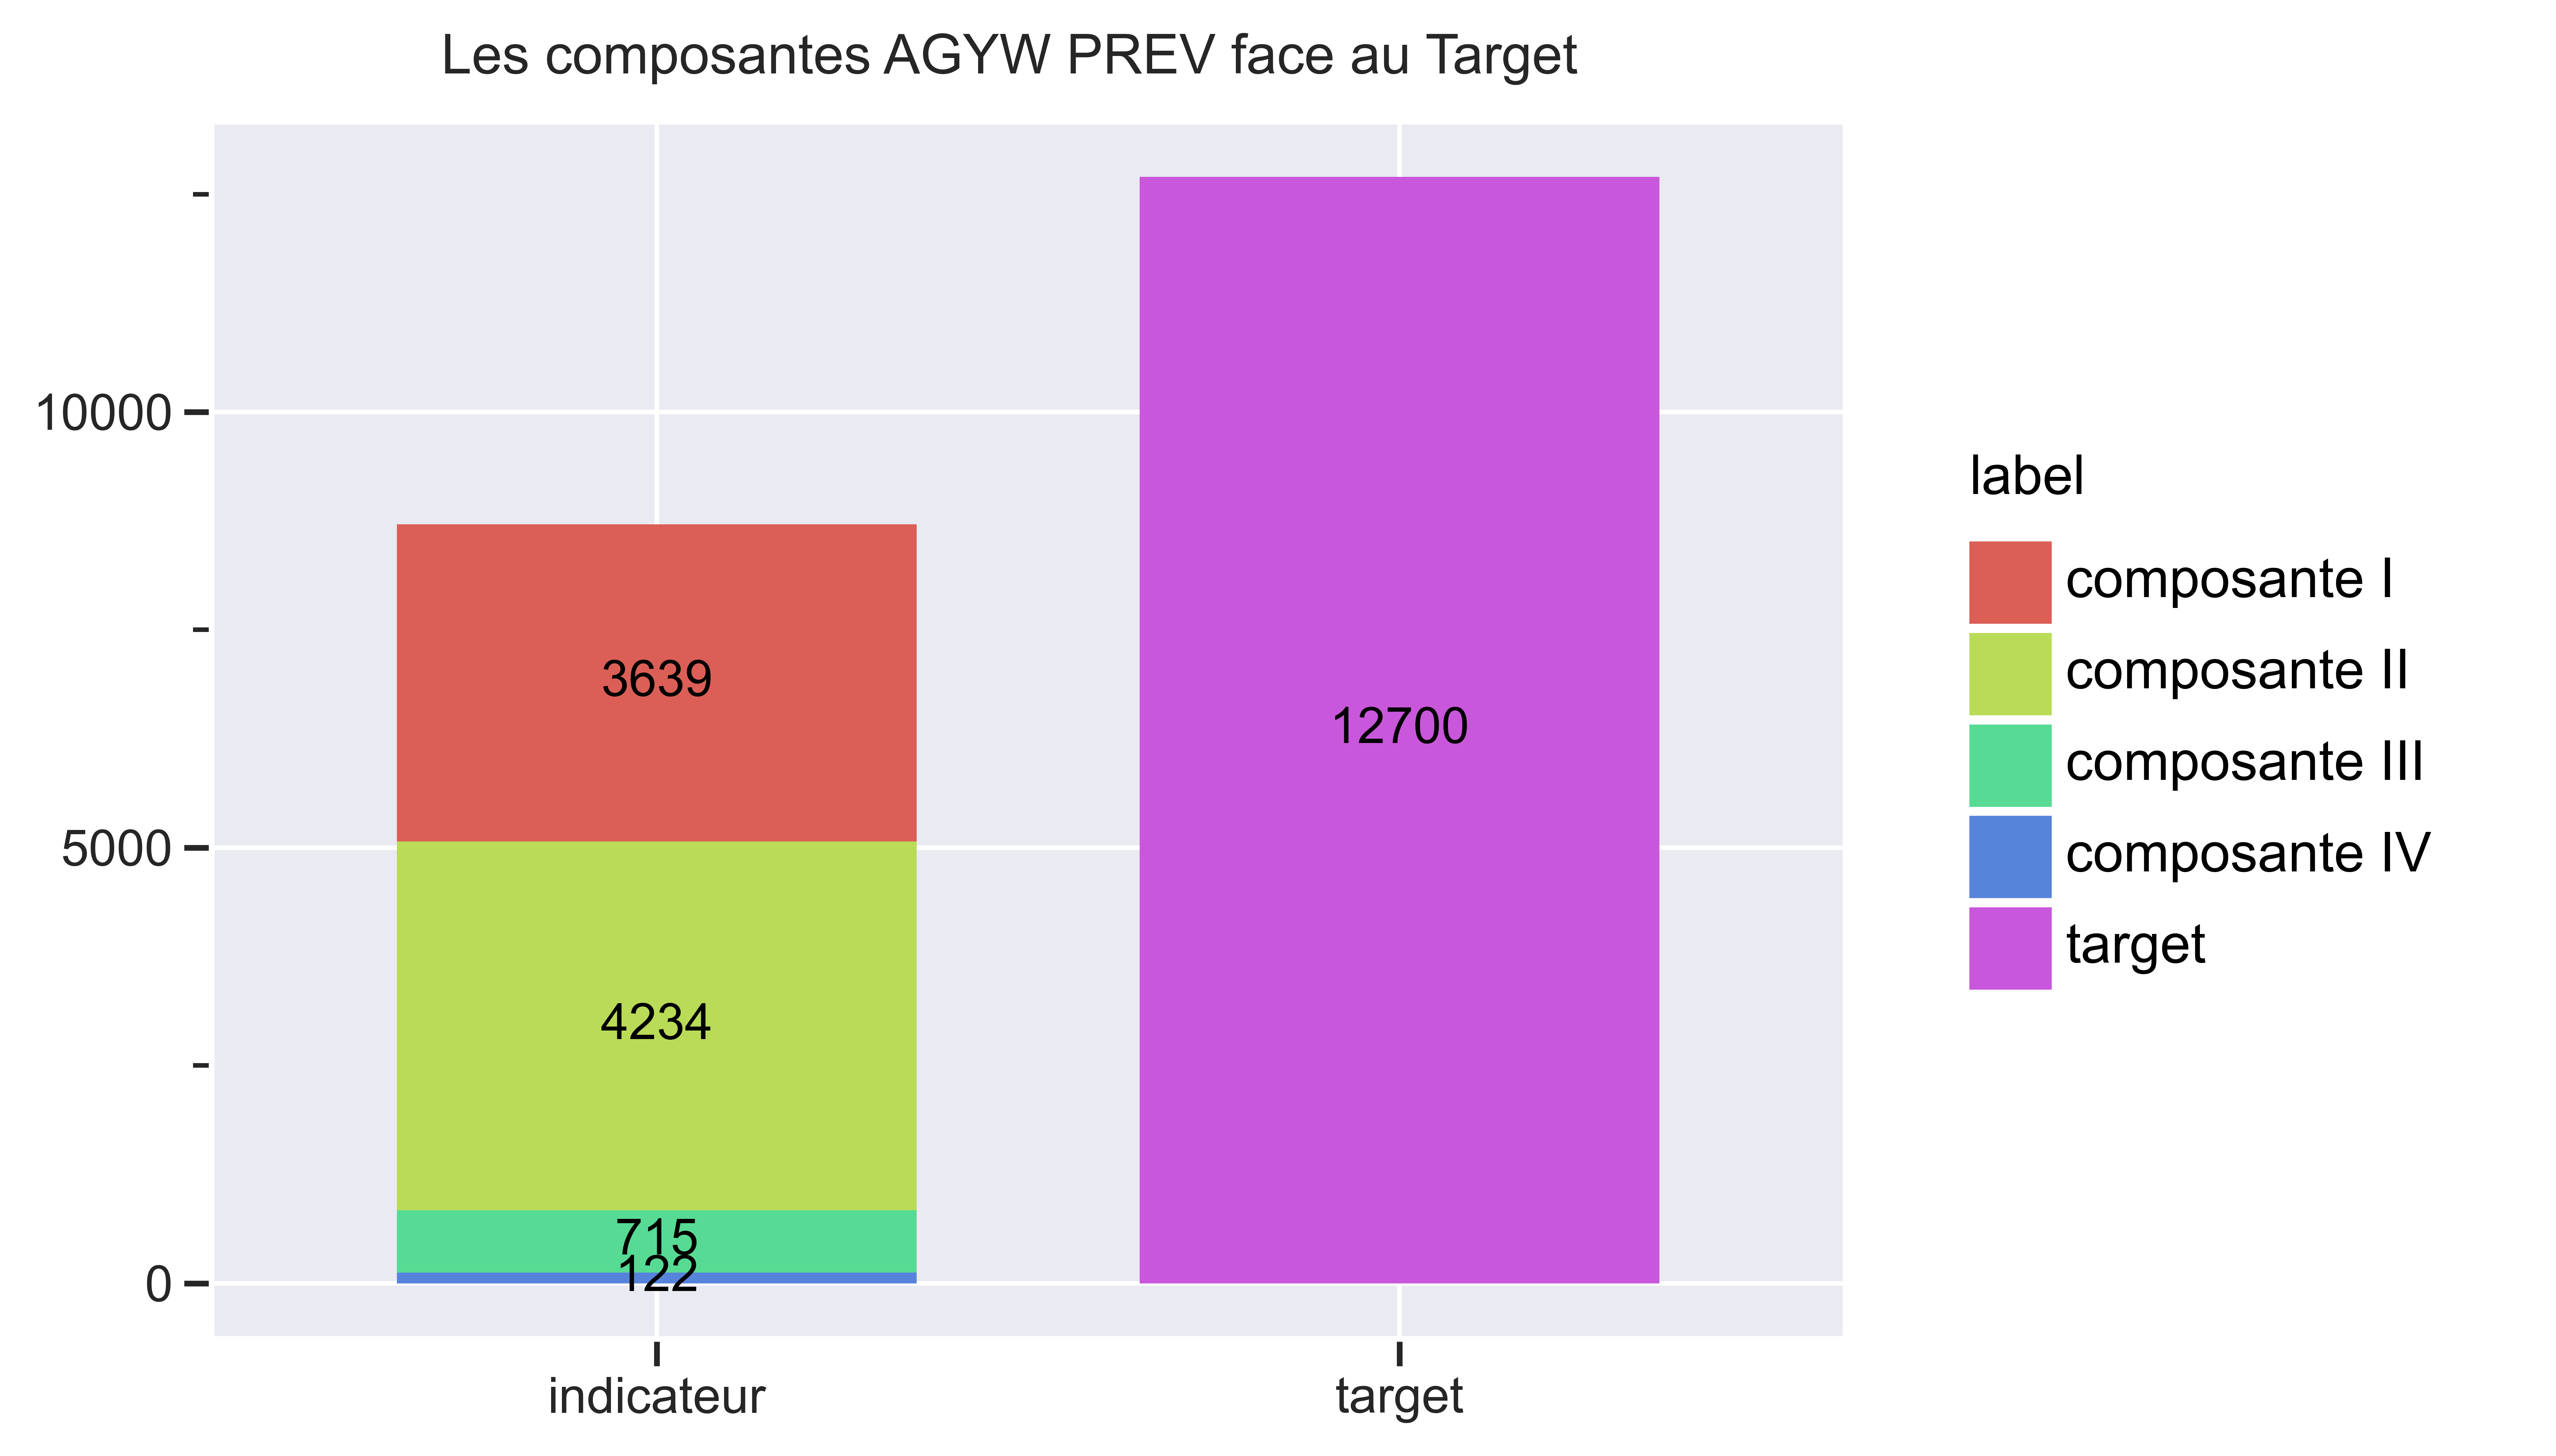 Les composantes AGYW PREV face au Target
10000
5000
0
3639
4234
715
122
12700
indicateur
target
label
composante I
composante II
composante III
composante IV
target